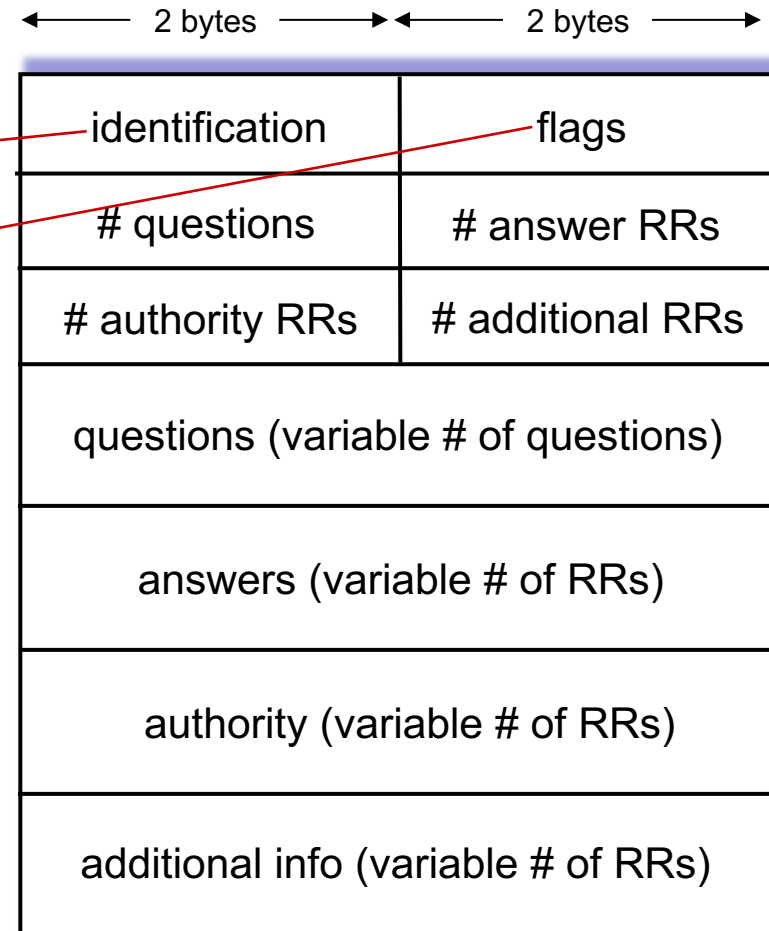 2 bytes 2 bytes
identification flags
# questions # answer RRs
# authority RRs # additional RRs
questions (variable # of questions)
answers (variable # of RRs)
authority (variable # of RRs)
additional info (variable # of RRs)